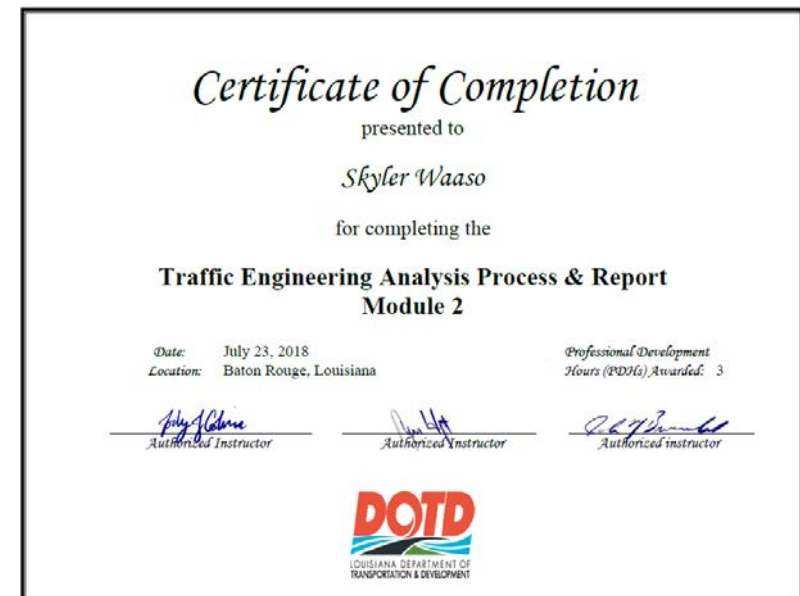 Certificate of Completion
presented to
Skyler Waaso
for completing the
Traffic Engineering Analysis Process & Report
Module 2
Date: July 23, 2018
Location: Baton Rouge, Louisiana
Professional Development
Hours (PDHs) Awarded: 3
Authorized Instructor
Authorized Instructor
Authorized instructor
DOTD
LOUISIANA DEPARTMENT OF
TRANSPORTATION & DEVELOPMENT